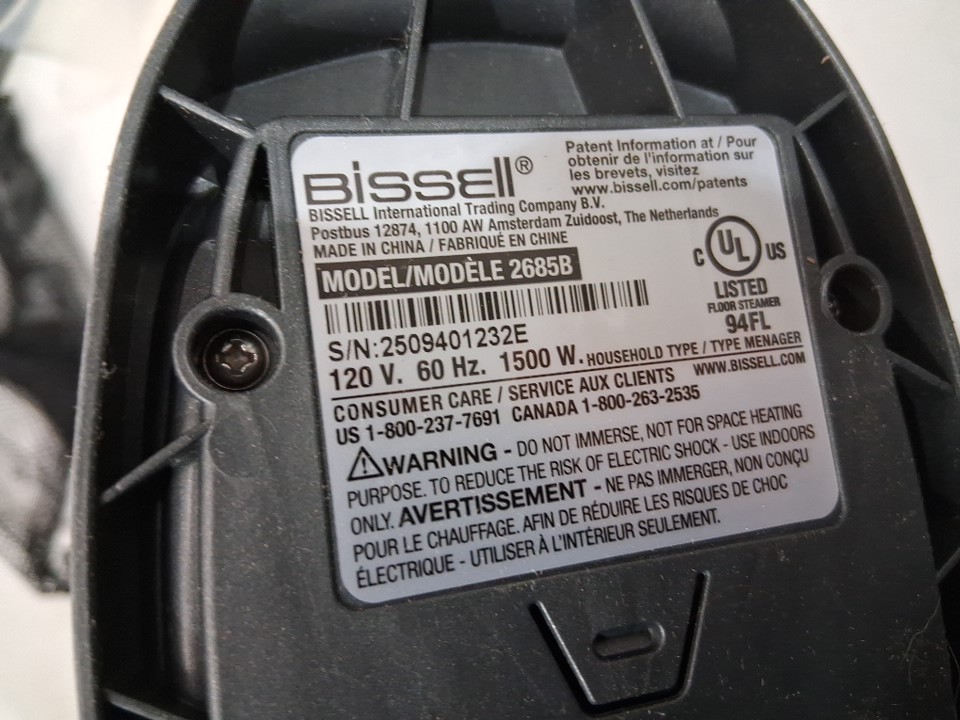 Bissell®
Patent Information at / Pour
obtenir de l'information sur
les brevets, visitez
www.bissell.com/patents
BISSELL International Trading Company B.V.
Postbus 12874, 1100 AW Amsterdam Zuidoost, The Netherlands
MADE IN CHINA / FABRIQUÉ EN CHINE
MODEL/MODÈLE 2685B
C UL US
LISTED
FLOOR STEAMER
94FL
S/N:2509401232E
120 V. 60 Hz. 1500 W. HOUSEHOLD TYPE / TYPE MENAGER
CONSUMER CARE / SERVICE AUX CLIENTS WWW.BISSELL.COM
US 1-800-237-7691 CANADA 1-800-263-2535
WARNING - DO NOT IMMERSE, NOT FOR SPACE HEATING
PURPOSE. TO REDUCE THE RISK OF ELECTRIC SHOCK - USE INDOORS
ONLY. AVERTISSEMENT - NE PAS IMMERGER, NON CONÇU
POUR LE CHAUFFAGE. AFIN DE RÉDUIRE LES RISQUES DE CHOC
ÉLECTRIQUE - UTILISER À L'INTÉRIEUR SEULEMENT.